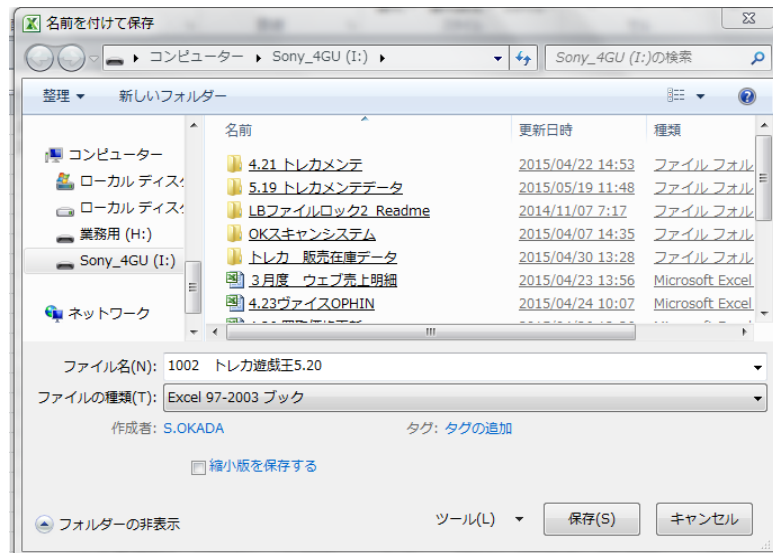 名前を付けて保存
コンピューター ▸ Sony_4GU (I:) ▸
Sony_4GU (I:)の検索
整理 ▼ 新しいフォルダー
名前 更新日時 種類
コンピューター
ローカル ディス
ローカル ディス
業務用 (H:)
Sony_4GU (I:)
ネットワーク
4.21 トレカメンテ 2015/04/22 14:53 ファイル フォル
5.19 トレカメンテデータ 2015/05/19 11:48 ファイル フォル
LBファイルロック2_Readme 2014/11/07 7:17 ファイル フォル
OKスキャンシステム 2015/04/07 14:35 ファイル フォル
トレカ 販売在庫データ 2015/04/30 13:28 ファイル フォル
3月度 ウェブ売上明細 2015/04/23 13:56 Microsoft Excel
4.23ヴァイスOPHIN 2015/04/24 10:07 Microsoft Excel
ファイル名(N): 1002 トレカ遊戯王5.20
ファイルの種類(T): Excel 97-2003 ブック
作成者: S.OKADA タグ: タグの追加
縮小版を保存する
フォルダーの非表示 ツール(L) ▼ 保存(S) キャンセル